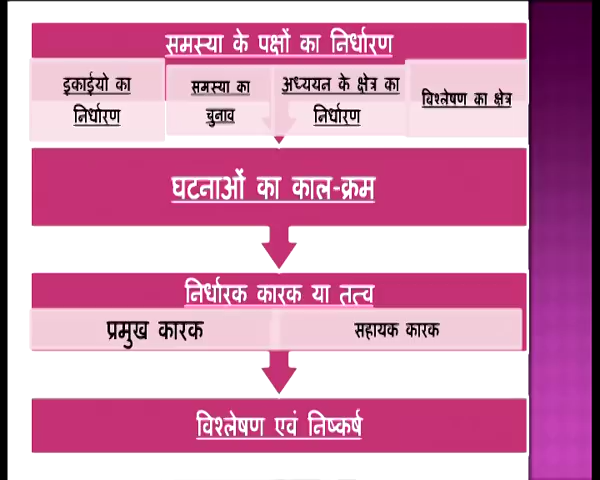 समस्या के पक्षों का निर्धारण
इकाईयो का
निर्धारण
समस्या का
चुनाव
अध्ययन के क्षेत्र का
निर्धारण
विश्लेषण का क्षेत्र
घटनाओं का काल-क्रम
निर्धारक कारक या तत्व
प्रमुख कारक
सहायक कारक
विश्लेषण एवं निष्कर्ष